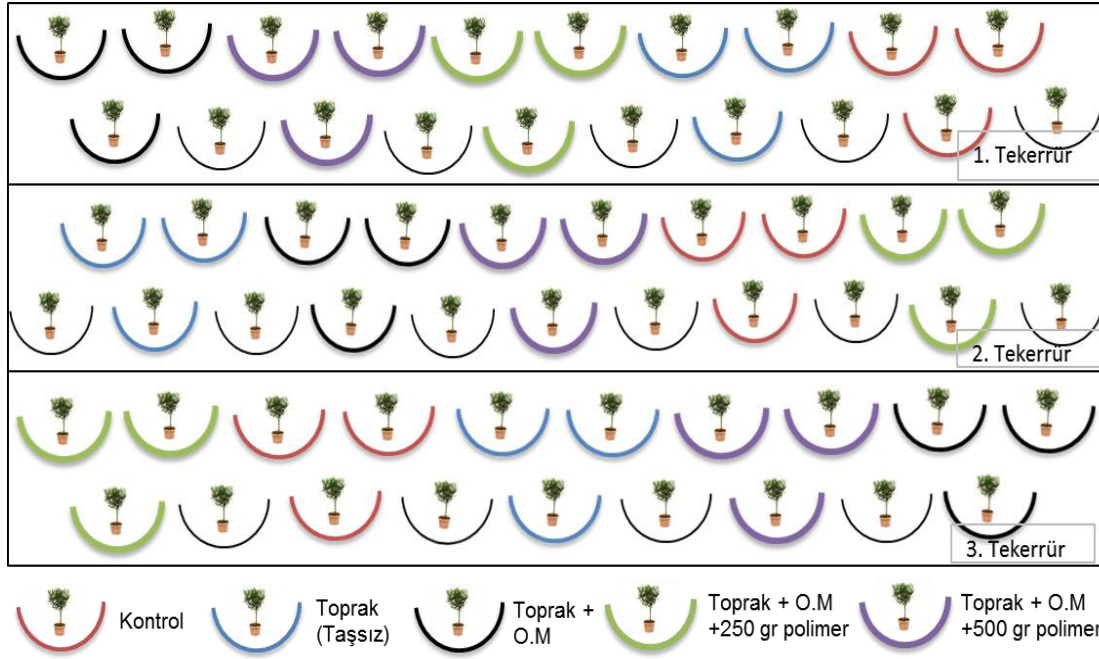 1. Tekerrür
2. Tekerrür
3. Tekerrür
Kontrol
Toprak
(Taşsız)
Toprak +
O.M
Toprak + O.M
+250 gr polimer
Toprak + O.M
+500 gr polimer